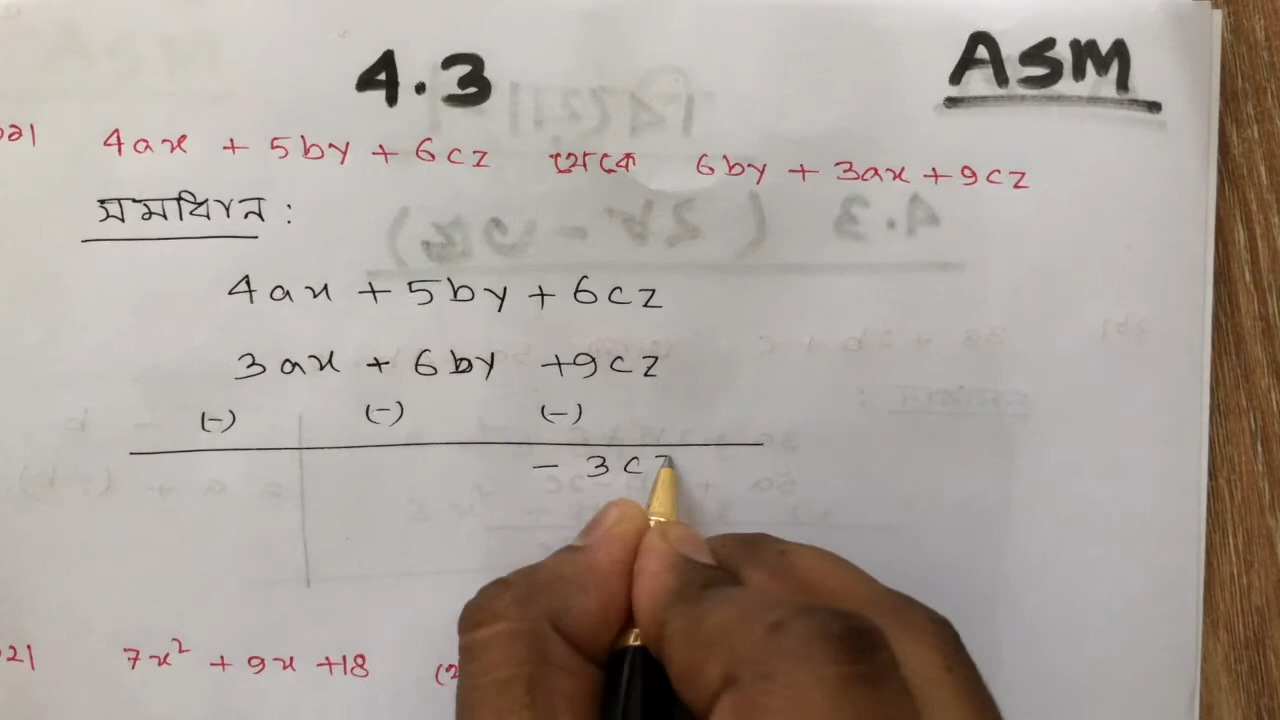 4.3
ASM
4ax + 5by + 6cz থেকে 6by + 3ax + 9cz
সমাধান :
4ax + 5by + 6cz
3ax + 6by +9cz
(-) (-) (-)
- 3cz
7x² + 9x +18